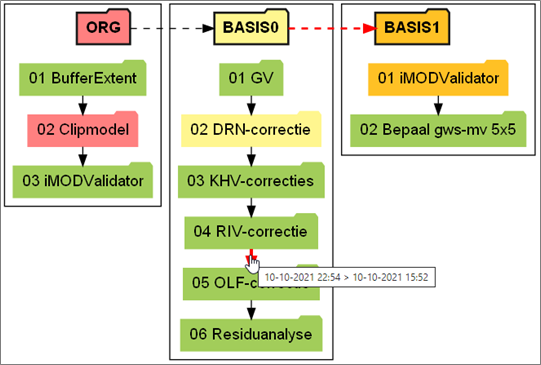 ORG
BASIS0
BASIS1
01 BufferExtent
02 Clipmodel
03 iMODValidator
01 GV
02 DRN-correctie
03 KHV-correcties
04 RIV-correctie
10-10-2021 22:54 > 10-10-2021 15:52
05 OLF-correctie
06 Residuanalyse
01 iMODValidator
02 Bepaal gws-mv 5x5